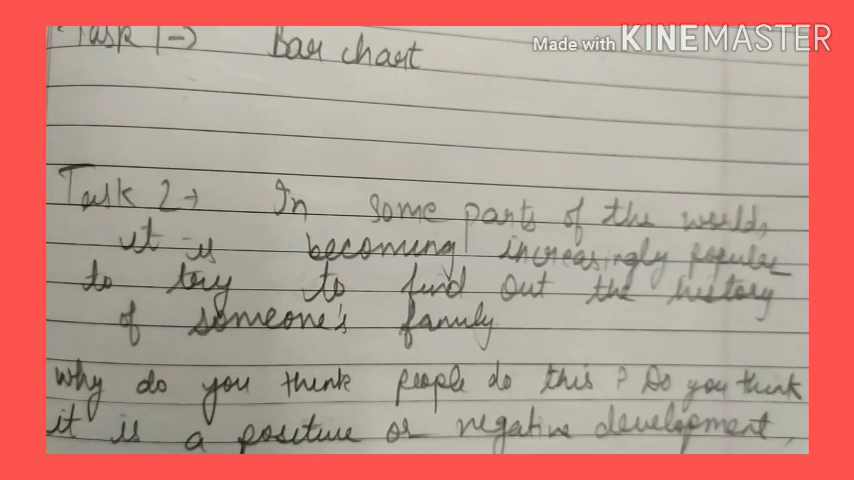 Made with KINEMASTER
Task 1 → Bar chart
Task 2 → In some parts of the world,
it is becoming increasingly popular
to try to find out the history
of someone's family
why do you think people do this? Do you think
it is a positive or negative development,